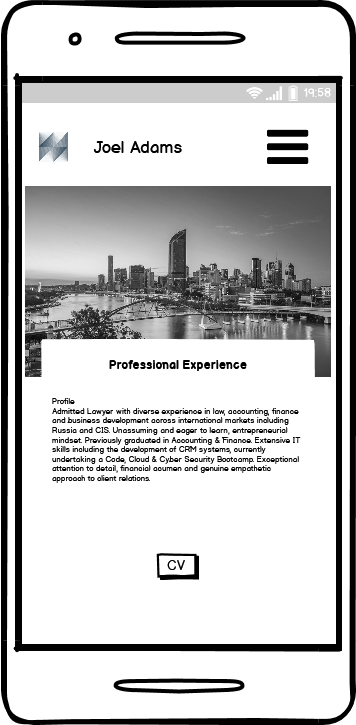 19:58
Joel Adams
Professional Experience
Profile
Admitted Lawyer with diverse experience in law, accounting, finance
and business development across international markets including
Russia and CIS. Unassuming and eager to learn, entrepreneurial
mindset. Previously graduated in Accounting & Finance. Extensive IT
skills including the development of CRM systems, currently
undertaking a Code, Cloud & Cyber Security Bootcamp. Exceptional
attention to detail, financial acumen and genuine empathetic
approach to client relations.
CV